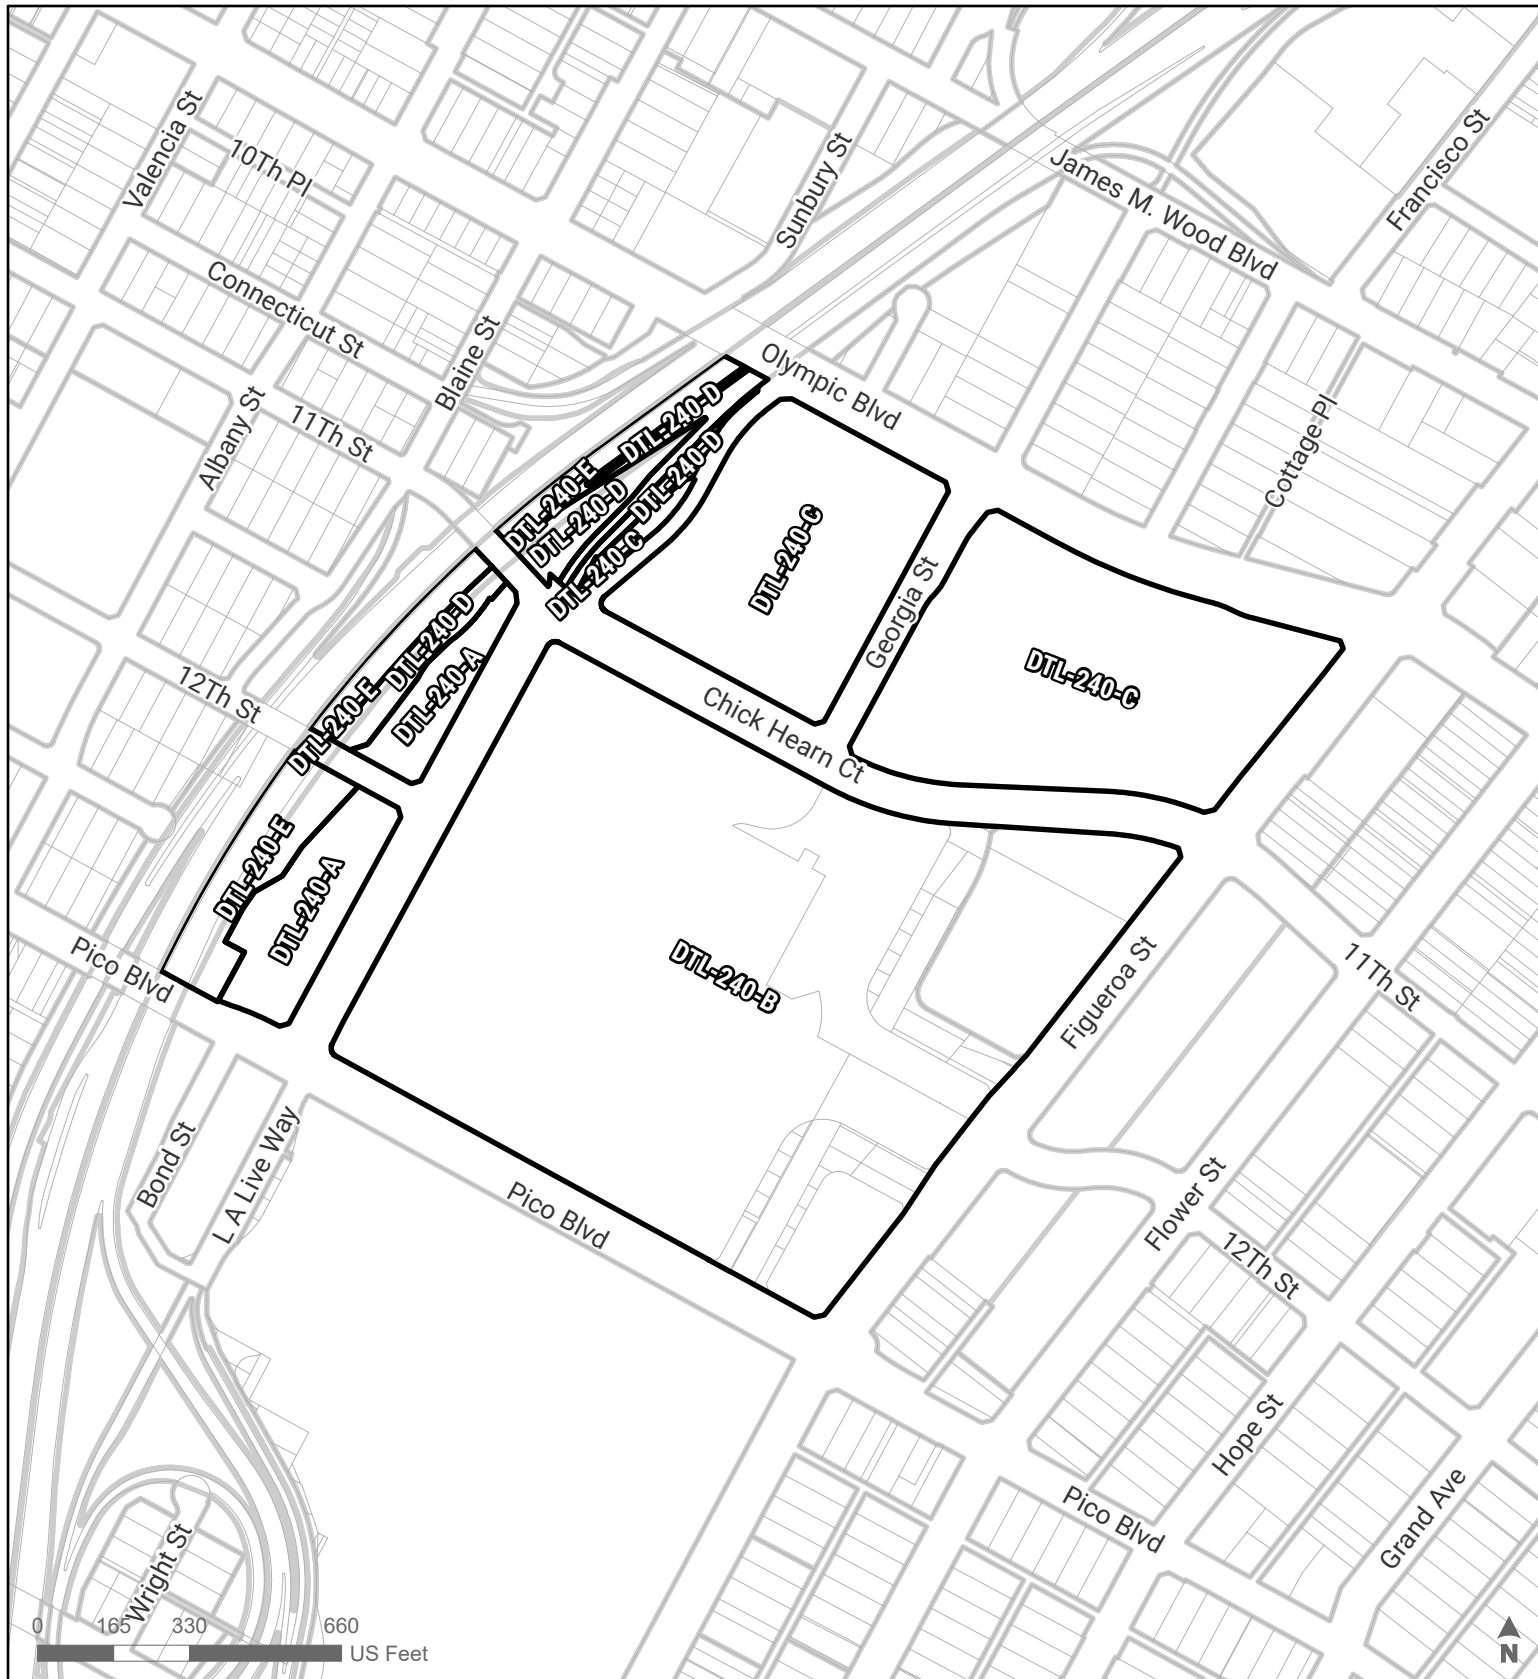 Valencia St
10Th Pl
Sunbury St
James M. Wood Blvd
Francisco St
Connecticut St
Blaine St
Olympic Blvd
Albany St
11Th St
Cottage Pl
DTL-240-D
DTL-240-D
DTL-240-E
DTL-240-D
DTL-240-C
DTL-240-C
Georgia St
DTL-240-C
DTL-240-D
DTL-240-A
DTL-240-E
12Th St
Chick Hearn Ct
DTL-240-E
DTL-240-A
DTL-240-B
Pico Blvd
Figueroa St
11Th St
Bond St
L A Live Way
Pico Blvd
Flower St
12Th St
Hope St
Pico Blvd
Grand Ave
Wright St
0 165 330 660
US Feet
N